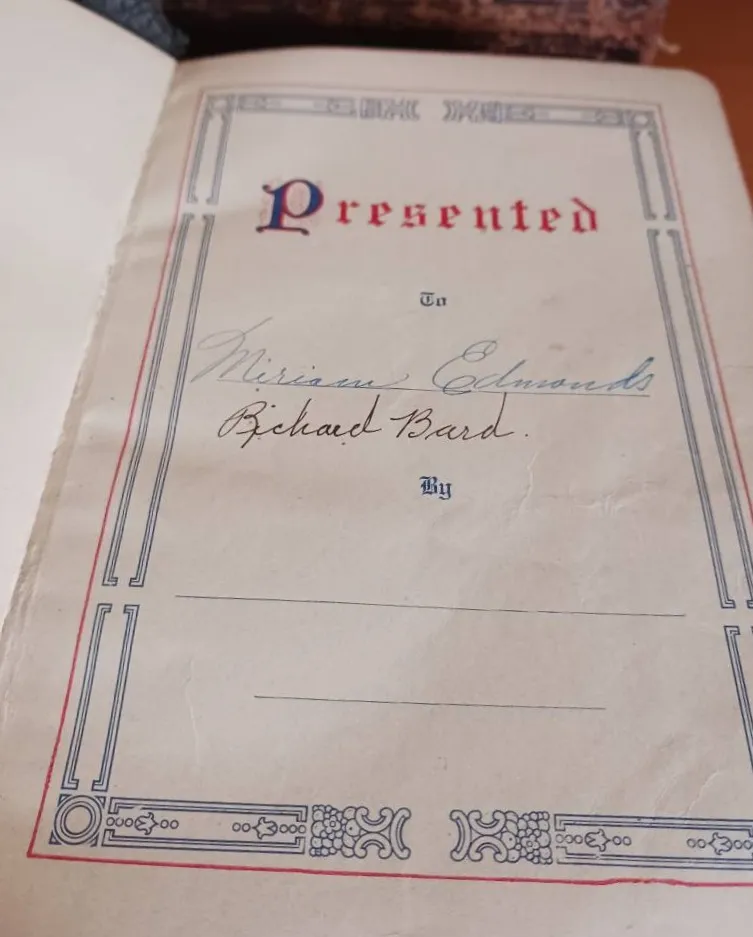 Presented
To
Miriam Edmonds
Richard Bard.
By